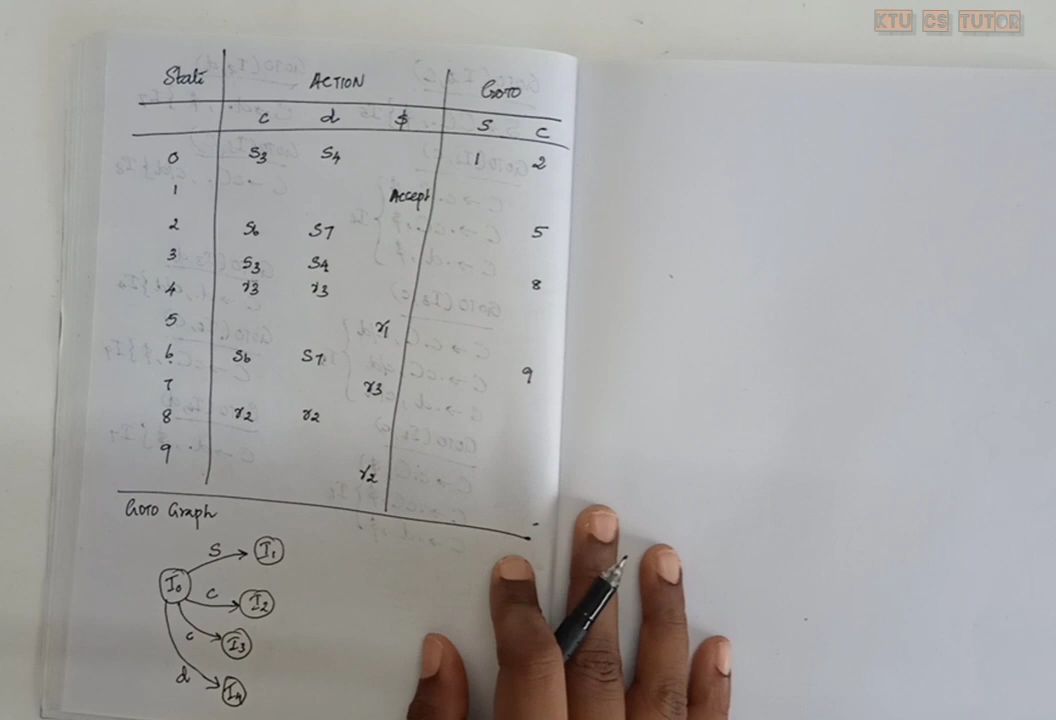 KTU CS TUTOR
State ACTION GOTO
c d $ S C
0 S3 S4 1 2
1 Accept
2 S6 S7 5
3 S3 S4 8
4 r3 r3
5 r1
6 S6 S7 9
7 r3
8 r2 r2
9 r2
GOTO Graph
S I1
I0 C I2
c I3
d I4